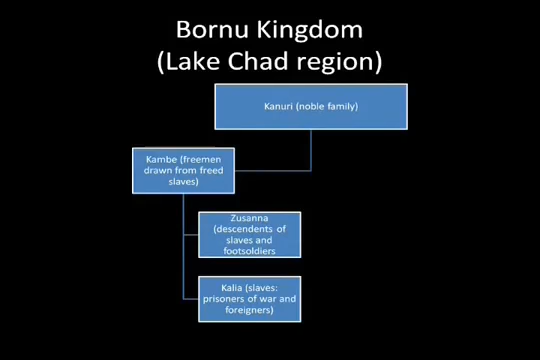 Bornu Kingdom
(Lake Chad region)
Kanuri (noble family)
Kambe (freemen
drawn from freed
slaves)
Zusanna
(descendents of
slaves and
footsoldiers
Kalia (slaves:
prisoners of war and
foreigners)